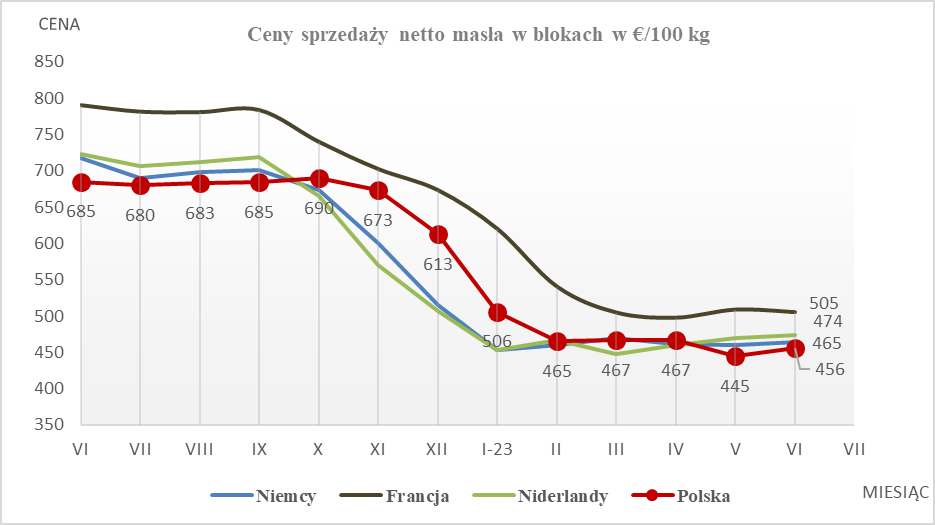 CENA
Ceny sprzedaży netto masła w blokach w €/100 kg
850
800
750
700
650
600
550
500
450
400
350
685
680
683
685
690
673
613
506
465
467
467
445
505
474
465
456
VI
VII
VIII
IX
X
XI
XII
I-23
II
III
IV
V
VI
VII
MIESIĄC
Niemcy
Francja
Niderlandy
Polska